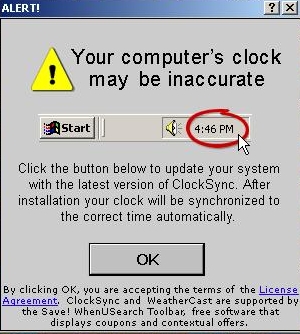 ALERT!
Your computer's clock
may be inaccurate
Start
4:46 PM
Click the button below to update your system
with the latest version of ClockSync. After
installation your clock will be synchronized to
the correct time automatically.
OK
By clicking OK, you are accepting the terms of the License
Agreement. ClockSync and WeatherCast are supported by
the Save! WhenUSearch Toolbar, free software that
displays coupons and contextual offers.